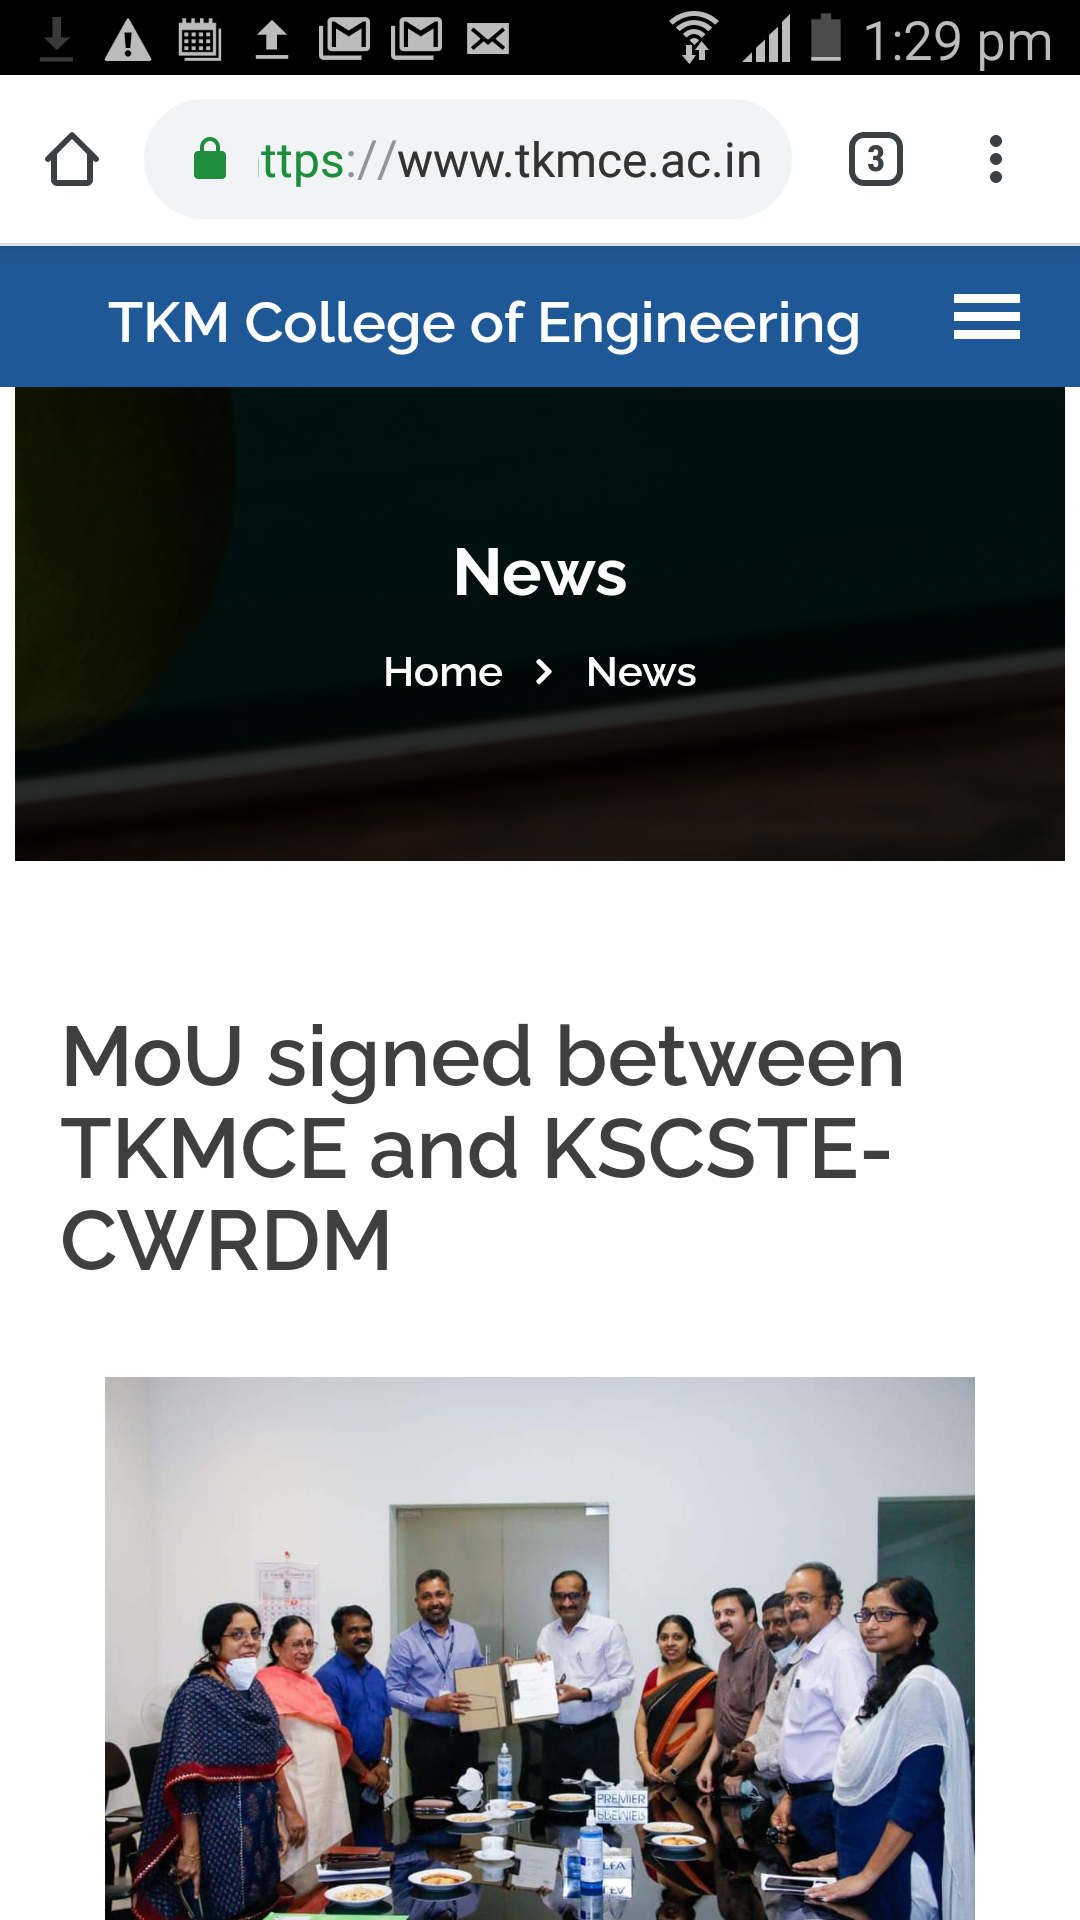 1:29 pm
ttps://www.tkmce.ac.in
3
TKM College of Engineering
News
Home > News
MoU signed between
TKMCE and KSCSTE-
CWRDM
PREMIER